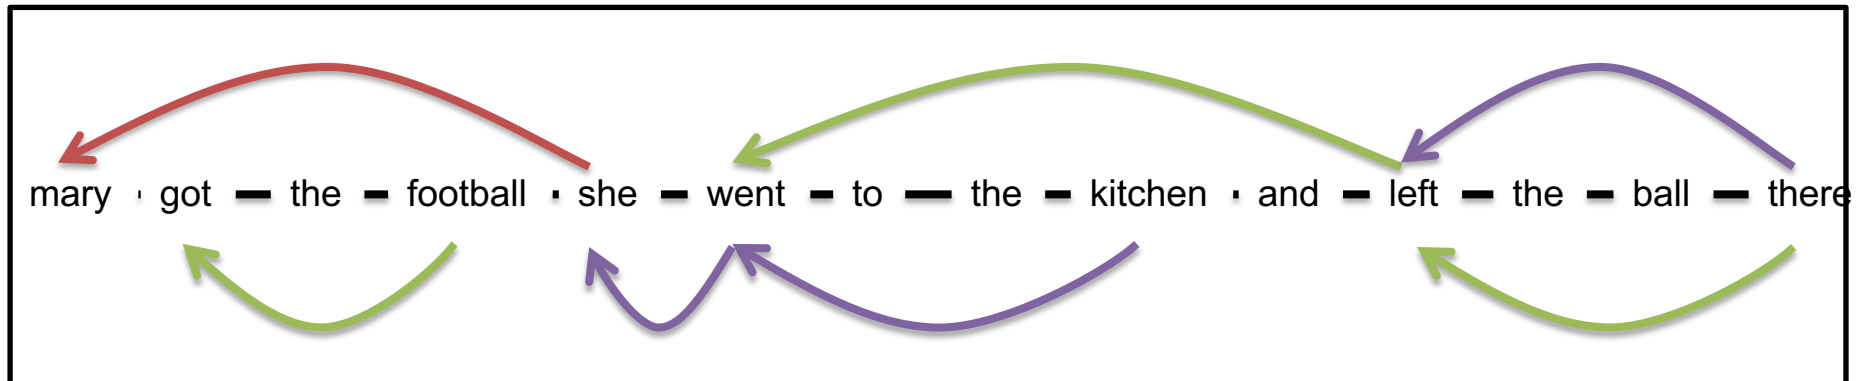 mary got the football she went to the kitchen and left the ball there